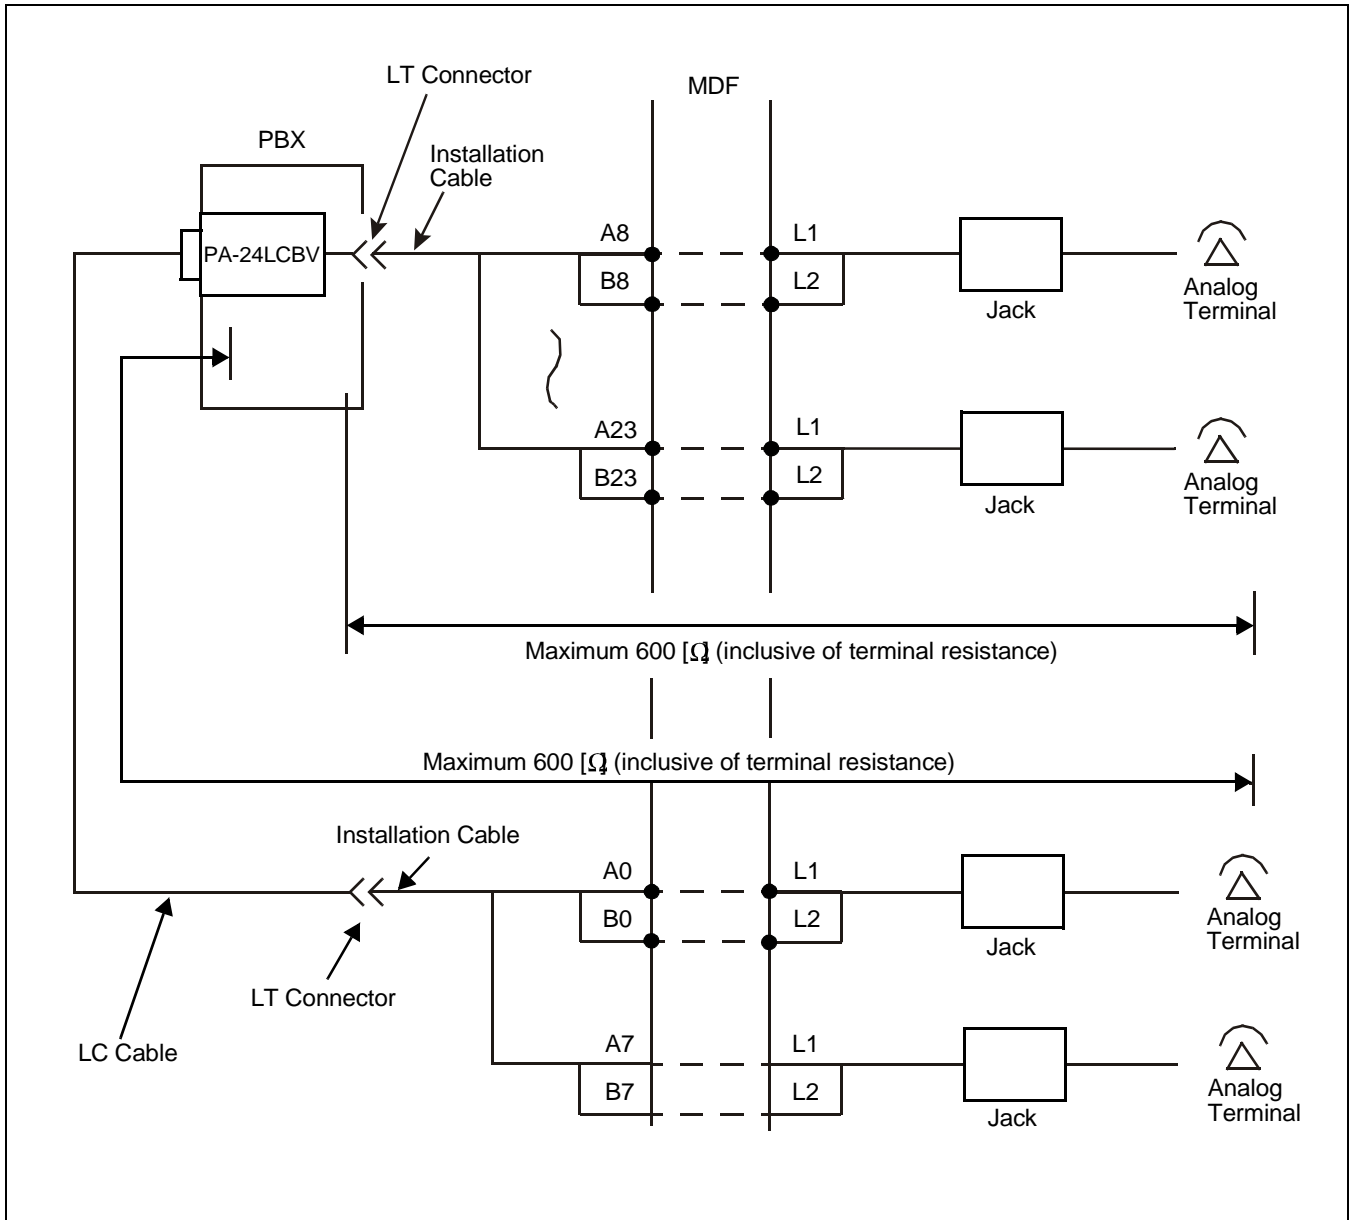 LT Connector
MDF
PBX
Installation
Cable
PA-24LCBV
A8
B8
L1
L2
Jack
Analog
Terminal
A23
B23
L1
L2
Jack
Analog
Terminal
Maximum 600 [Ω] (inclusive of terminal resistance)
Maximum 600 [Ω] (inclusive of terminal resistance)
Installation Cable
A0
B0
L1
L2
Jack
Analog
Terminal
LT Connector
LC Cable
A7
B7
L1
L2
Jack
Analog
Terminal